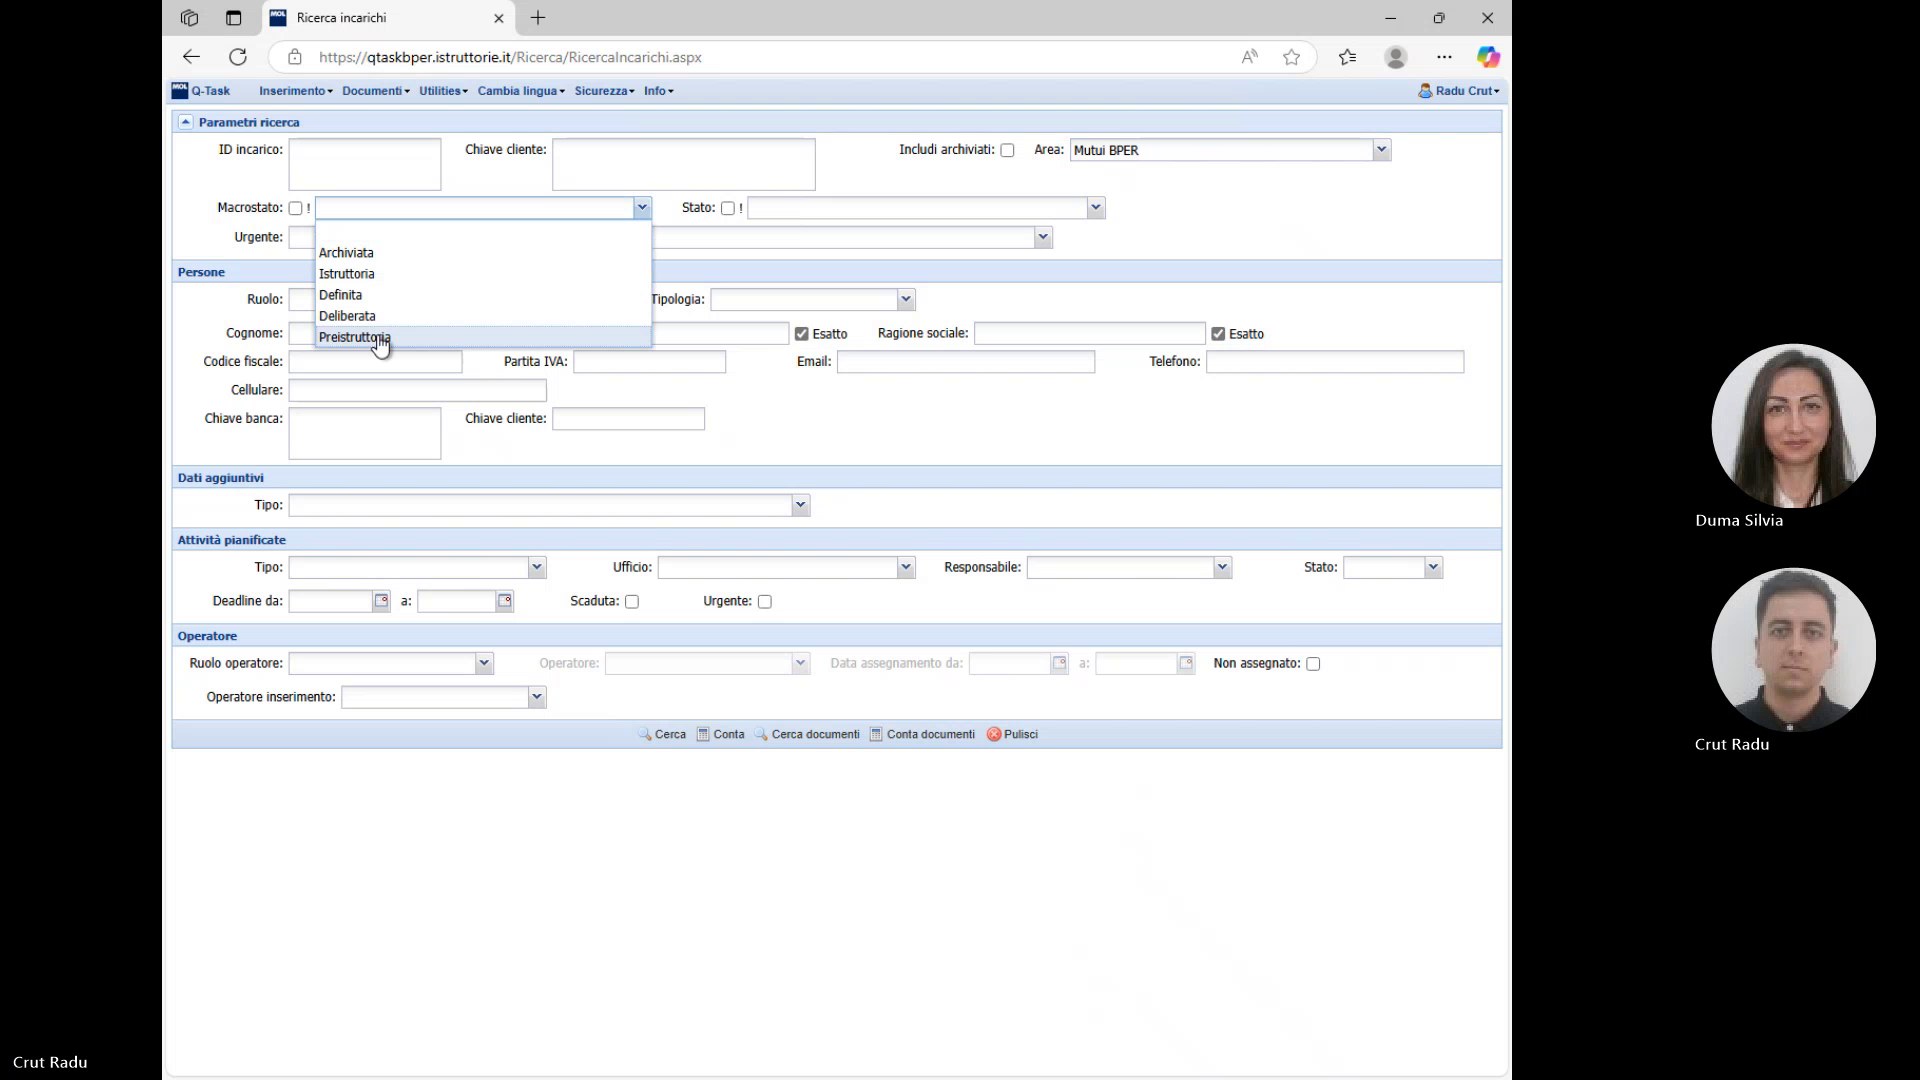 Ricerca incarichi
https://qtaskbper.istruttorie.it/Ricerca/RicercaIncarichi.aspx
MOL Q-Task Inserimento Documenti Utilities Cambia lingua Sicurezza Info Radu Crut
Parametri ricerca
ID incarico: Chiave cliente: Includi archiviati: Area: Mutui BPER
Macrostato: ! Stato: !
Urgente:
Archiviata
Istruttoria
Definita
Deliberata
Preistruttoria
Persone
Ruolo: Tipologia:
Cognome: Esatto Ragione sociale: Esatto
Codice fiscale: Partita IVA: Email: Telefono:
Cellulare:
Chiave banca: Chiave cliente:
Dati aggiuntivi
Tipo:
Attività pianificate
Tipo: Ufficio: Responsabile: Stato:
Deadline da: a: Scaduta: Urgente:
Operatore
Ruolo operatore: Operatore: Data assegnamento da: a: Non assegnato:
Operatore inserimento:
Cerca Conta Cerca documenti Conta documenti Pulisci
Duma Silvia
Crut Radu
Crut Radu